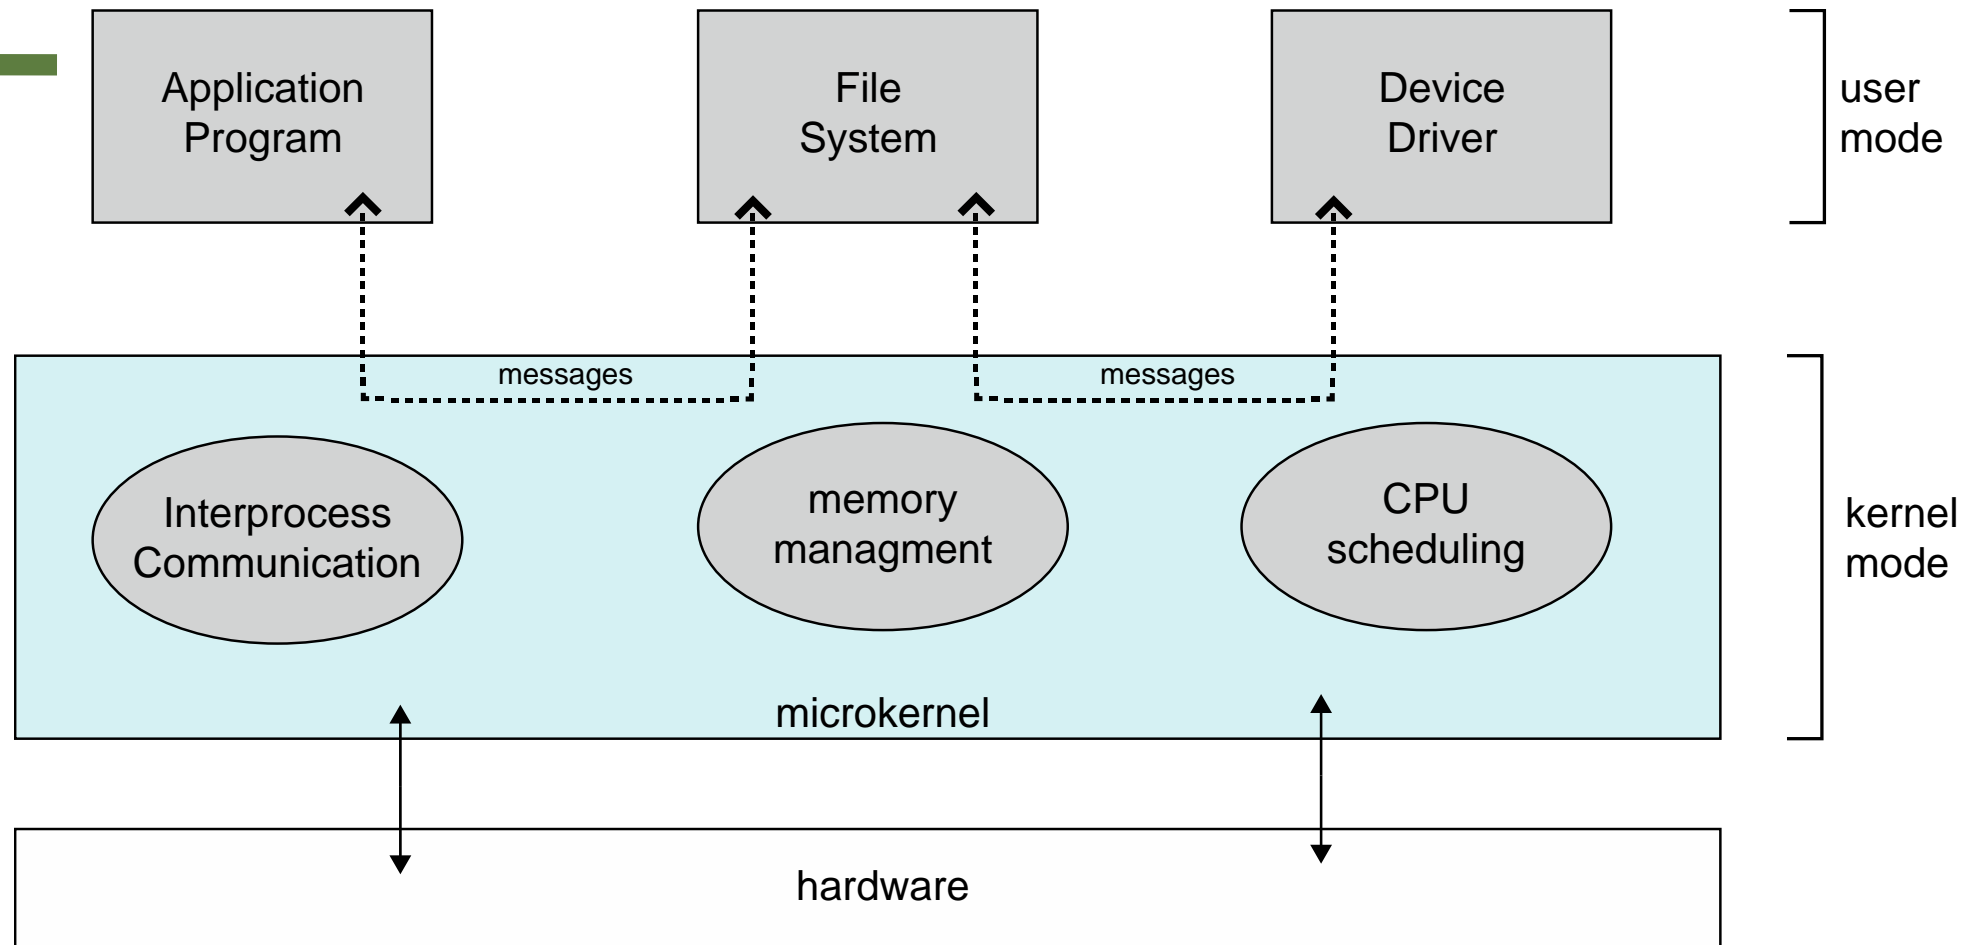 Application
Program
File
System
Device
Driver
user
mode
messages
messages
Interprocess
Communication
memory
managment
CPU
scheduling
kernel
mode
microkernel
hardware